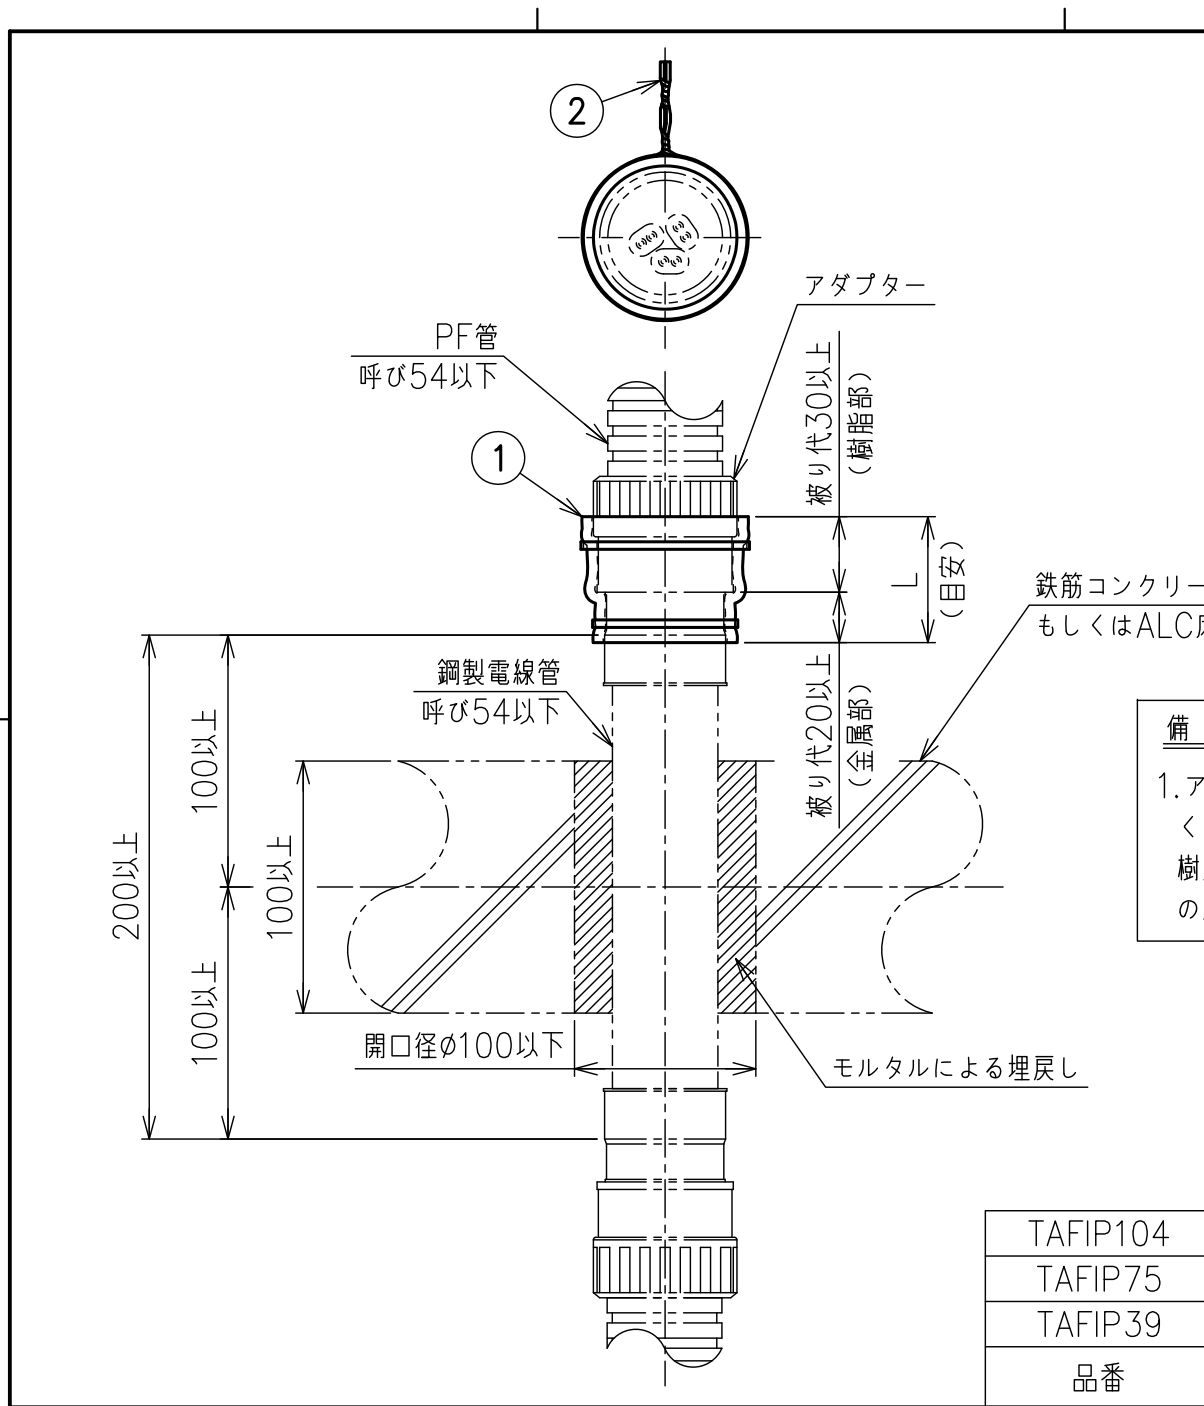 2
アダプター
PF管
呼び54以下
被り代30以上
(樹脂部)
1
L
(目安)
鉄筋コンクリー
もしくはALC床
鋼製電線管
呼び54以下
被り代20以上
(金属部)
備
1.ア
く
樹
の
100以上
200以上
100以上
100以上
開口径φ100以下
モルタルによる埋戻し
TAFIP104
TAFIP75
TAFIP39
品番